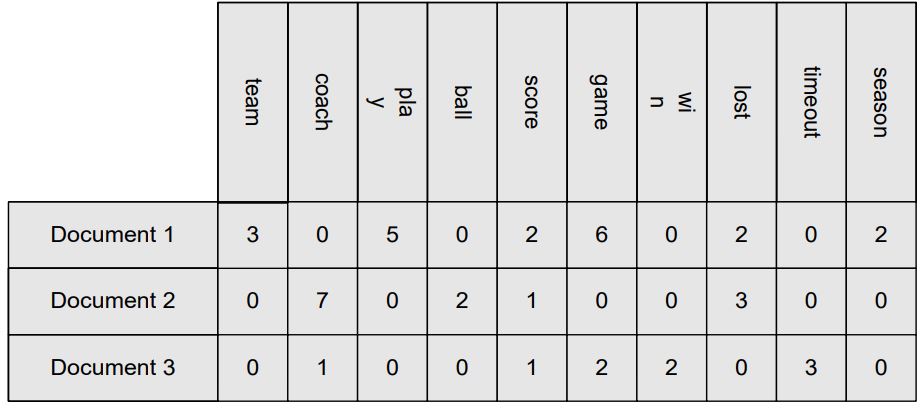 team coach pla y ball score game wi n lost timeout season
Document 1 3 0 5 0 2 6 0 2 0 2
Document 2 0 7 0 2 1 0 0 3 0 0
Document 3 0 1 0 0 1 2 2 0 3 0